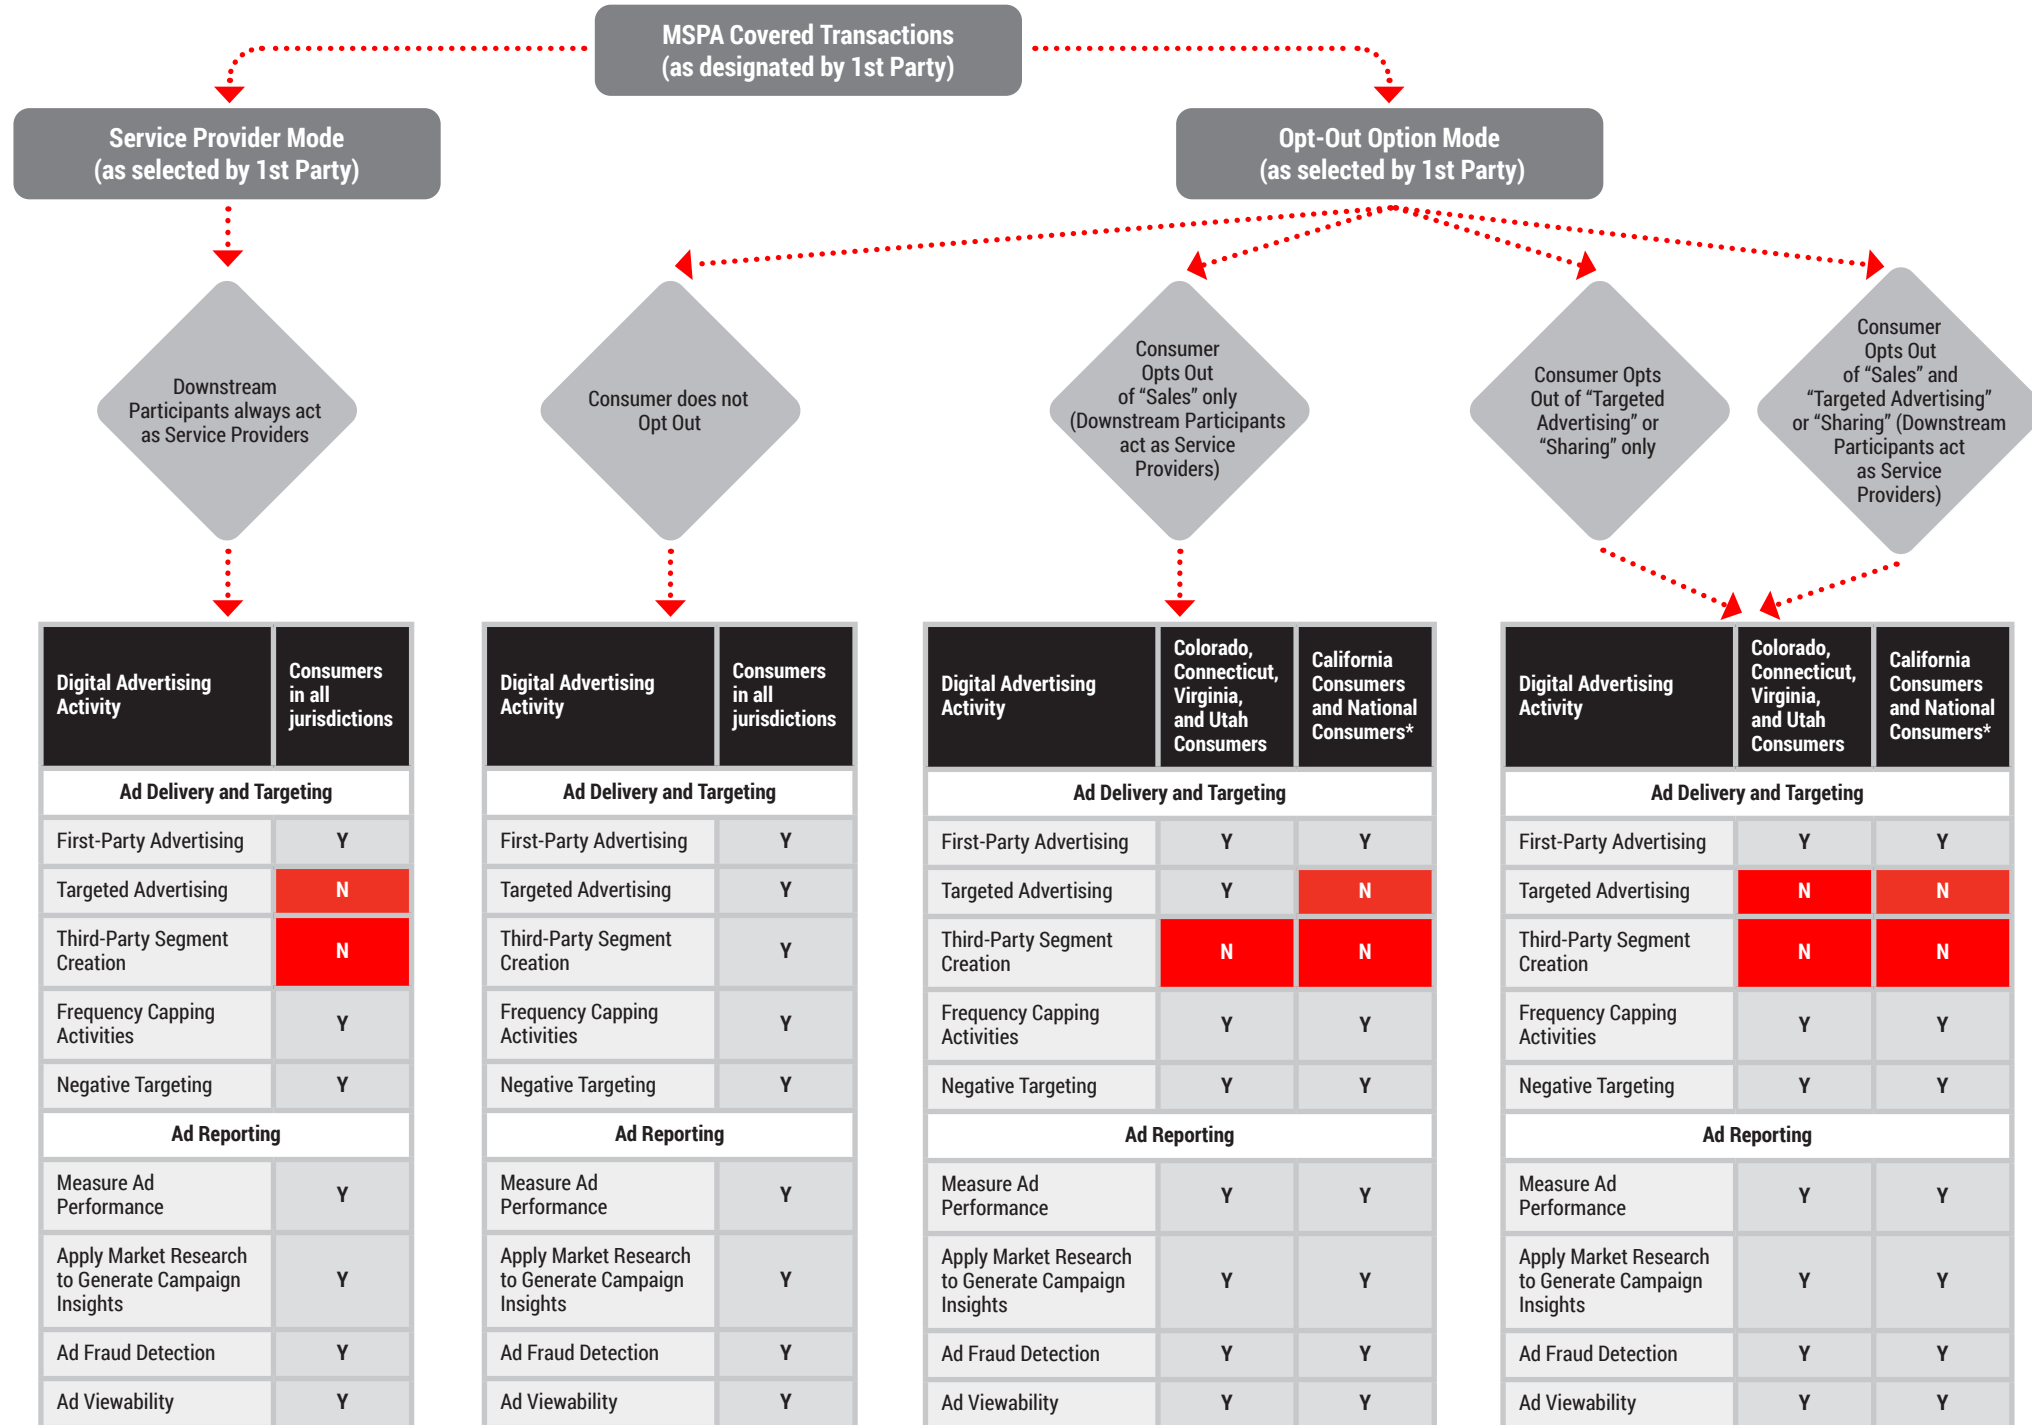 MSPA Covered Transactions
(as designated by 1st Party)
Service Provider Mode
(as selected by 1st Party)
Opt-Out Option Mode
(as selected by 1st Party)
Downstream
Participants always act
as Service Providers
Consumer does not
Opt Out
Consumer
Opts Out
of “Sales” only
(Downstream Participants
act as Service
Providers)
Consumer Opts
Out of “Targeted
Advertising” or
“Sharing” only
Consumer
Opts Out
of “Sales” and
“Targeted Advertising”
or “Sharing” (Downstream
Participants act
as Service
Providers)
Digital Advertising
Activity
Consumers
in all
jurisdictions
Ad Delivery and Targeting
First-Party Advertising Y
Targeted Advertising N
Third-Party Segment
Creation N
Frequency Capping
Activities Y
Negative Targeting Y
Ad Reporting
Measure Ad
Performance Y
Apply Market Research
to Generate Campaign Y
Insights
Ad Fraud Detection Y
Ad Viewability Y
Digital Advertising
Activity
Consumers
in all
jurisdictions
Ad Delivery and Targeting
First-Party Advertising Y
Targeted Advertising Y
Third-Party Segment
Creation Y
Frequency Capping
Activities Y
Negative Targeting Y
Ad Reporting
Measure Ad
Performance Y
Apply Market Research
to Generate Campaign Y
Insights
Ad Fraud Detection Y
Ad Viewability Y
Digital Advertising
Activity
Colorado,
Connecticut,
Virginia,
and Utah
Consumers
California
Consumers
and National
Consumers*
Ad Delivery and Targeting
First-Party Advertising Y Y
Targeted Advertising Y N
Third-Party Segment
Creation N N
Frequency Capping
Activities Y Y
Negative Targeting Y Y
Ad Reporting
Measure Ad
Performance Y Y
Apply Market Research
to Generate Campaign Y Y
Insights
Ad Fraud Detection Y Y
Ad Viewability Y Y
Digital Advertising
Activity
Colorado,
Connecticut,
Virginia,
and Utah
Consumers
California
Consumers
and National
Consumers*
Ad Delivery and Targeting
First-Party Advertising Y Y
Targeted Advertising N N
Third-Party Segment
Creation N N
Frequency Capping
Activities Y Y
Negative Targeting Y Y
Ad Reporting
Measure Ad
Performance Y Y
Apply Market Research
to Generate Campaign Y Y
Insights
Ad Fraud Detection Y Y
Ad Viewability Y Y